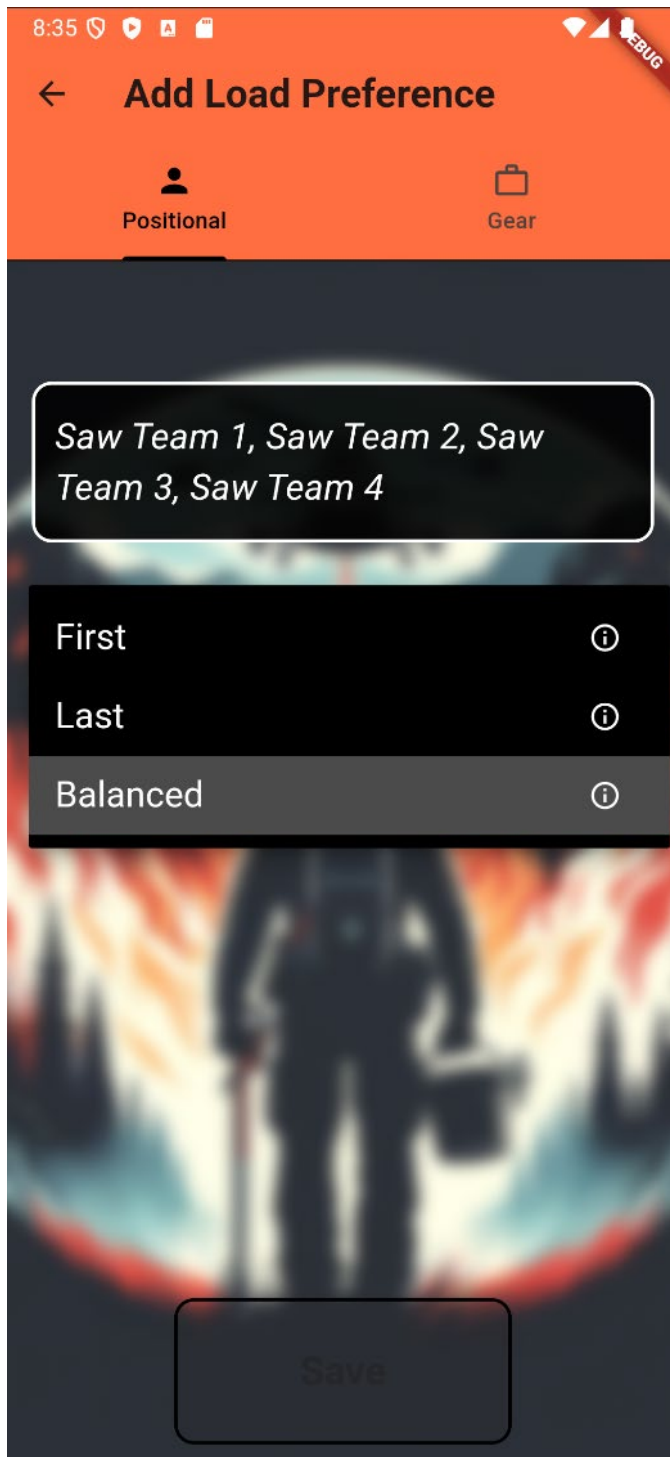 8:35
DEBUG
Add Load Preference
Positional
Gear
Saw Team 1, Saw Team 2, Saw
Team 3, Saw Team 4
First
Last
Balanced
Save